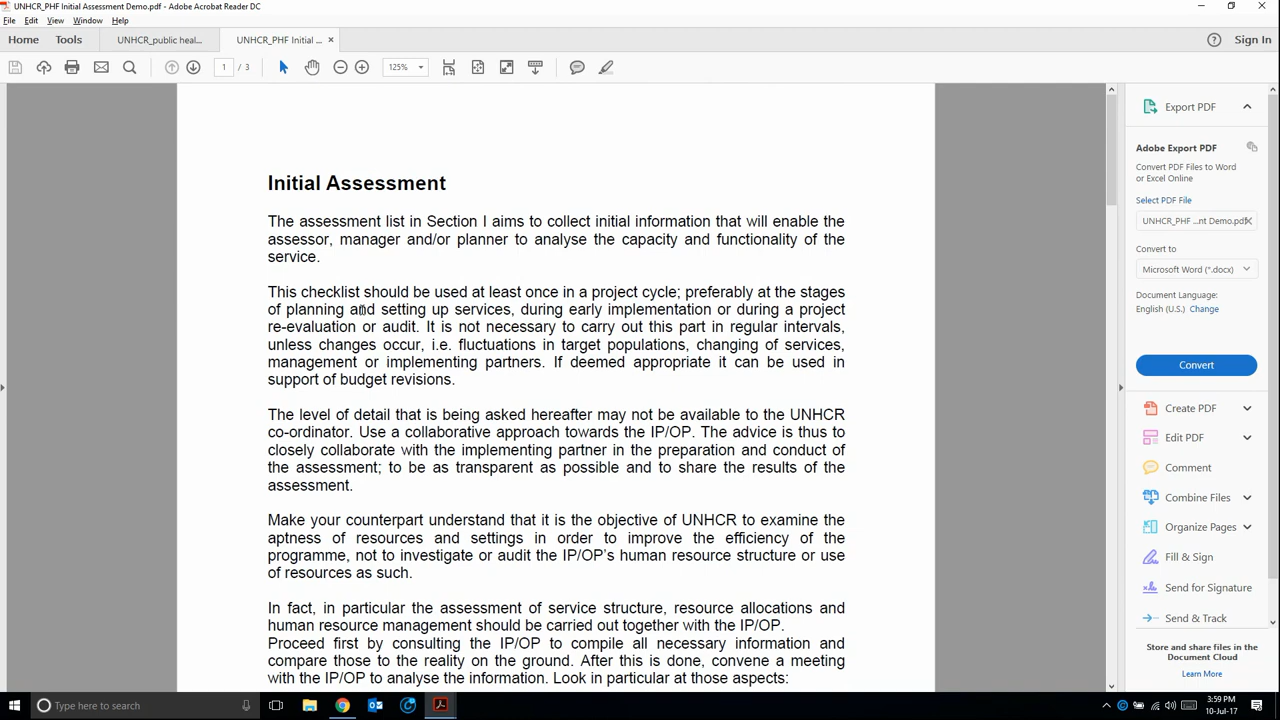 UNHCR_PHF Initial Assessment Demo.pdf - Adobe Acrobat Reader DC
File Edit View Window Help
Home Tools UNHCR_public heal... UNHCR_PHF Initial ... × Sign In
1 / 3 125%
Initial Assessment
The assessment list in Section I aims to collect initial information that will enable the
assessor, manager and/or planner to analyse the capacity and functionality of the
service.
This checklist should be used at least once in a project cycle; preferably at the stages
of planning and setting up services, during early implementation or during a project
re-evaluation or audit. It is not necessary to carry out this part in regular intervals,
unless changes occur, i.e. fluctuations in target populations, changing of services,
management or implementing partners. If deemed appropriate it can be used in
support of budget revisions.
The level of detail that is being asked hereafter may not be available to the UNHCR
co-ordinator. Use a collaborative approach towards the IP/OP. The advice is thus to
closely collaborate with the implementing partner in the preparation and conduct of
the assessment; to be as transparent as possible and to share the results of the
assessment.
Make your counterpart understand that it is the objective of UNHCR to examine the
aptness of resources and settings in order to improve the efficiency of the
programme, not to investigate or audit the IP/OP's human resource structure or use
of resources as such.
In fact, in particular the assessment of service structure, resource allocations and
human resource management should be carried out together with the IP/OP.
Proceed first by consulting the IP/OP to compile all necessary information and
compare those to the reality on the ground. After this is done, convene a meeting
with the IP/OP to analyse the information. Look in particular at those aspects:
Export PDF
Adobe Export PDF
Convert PDF Files to Word
or Excel Online
Select PDF File
UNHCR_PHF ...nt Demo.pdf
Convert to
Microsoft Word (*.docx)
Document Language:
English (U.S.) Change
Convert
Create PDF
Edit PDF
Comment
Combine Files
Organize Pages
Fill & Sign
Send for Signature
Send & Track
Store and share files in the
Document Cloud
Learn More
Type here to search
3:59 PM
10-Jul-17